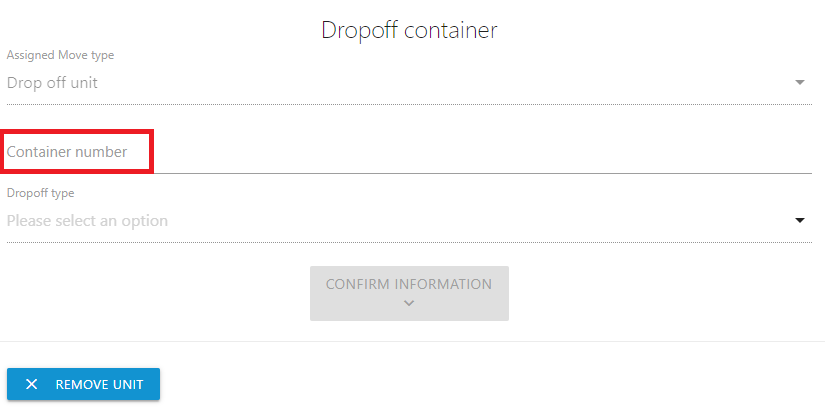 Dropoff container
Assigned Move type
Drop off unit
Container number
Dropoff type
Please select an option
CONFIRM INFORMATION
REMOVE UNIT